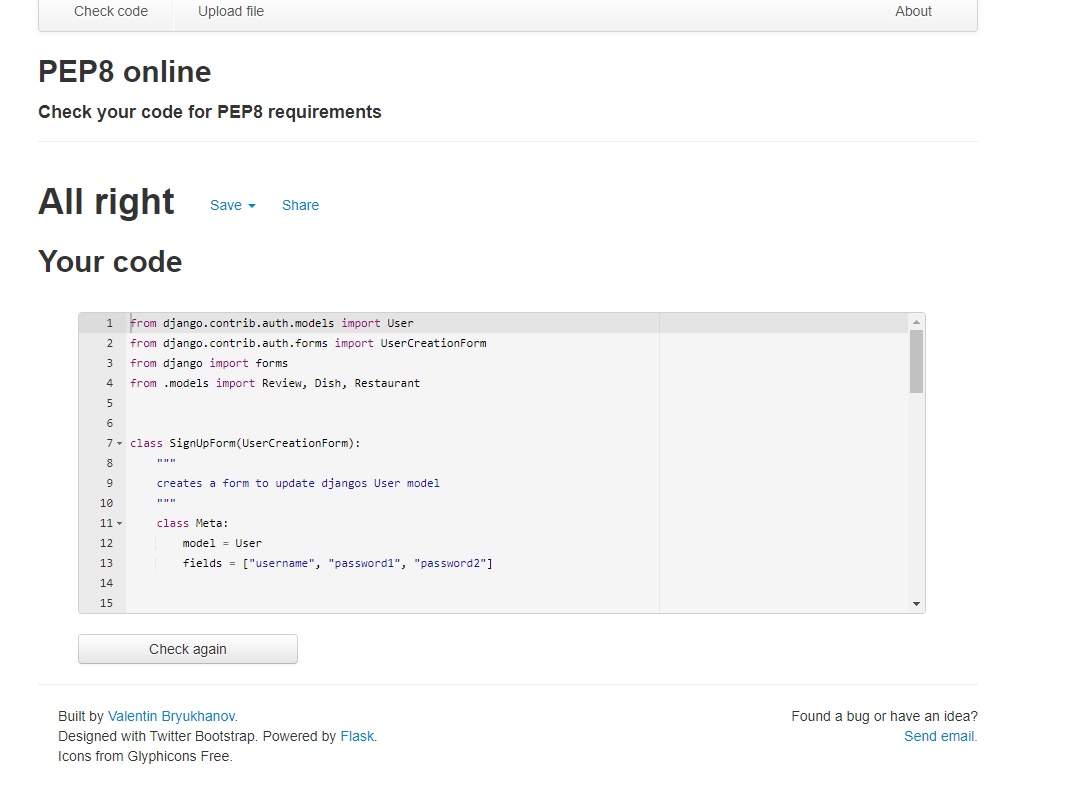 Check code Upload file About
PEP8 online
Check your code for PEP8 requirements
All right Save Share
Your code
1 from django.contrib.auth.models import User
2 from django.contrib.auth.forms import UserCreationForm
3 from django import forms
4 from .models import Review, Dish, Restaurant
5
6
7 class SignUpForm(UserCreationForm):
8 """
9 creates a form to update djangos User model
10 """
11 class Meta:
12 model = User
13 fields = ["username", "password1", "password2"]
14
15
Check again
Built by Valentin Bryukhanov. Found a bug or have an idea?
Designed with Twitter Bootstrap. Powered by Flask. Send email.
Icons from Glyphicons Free.